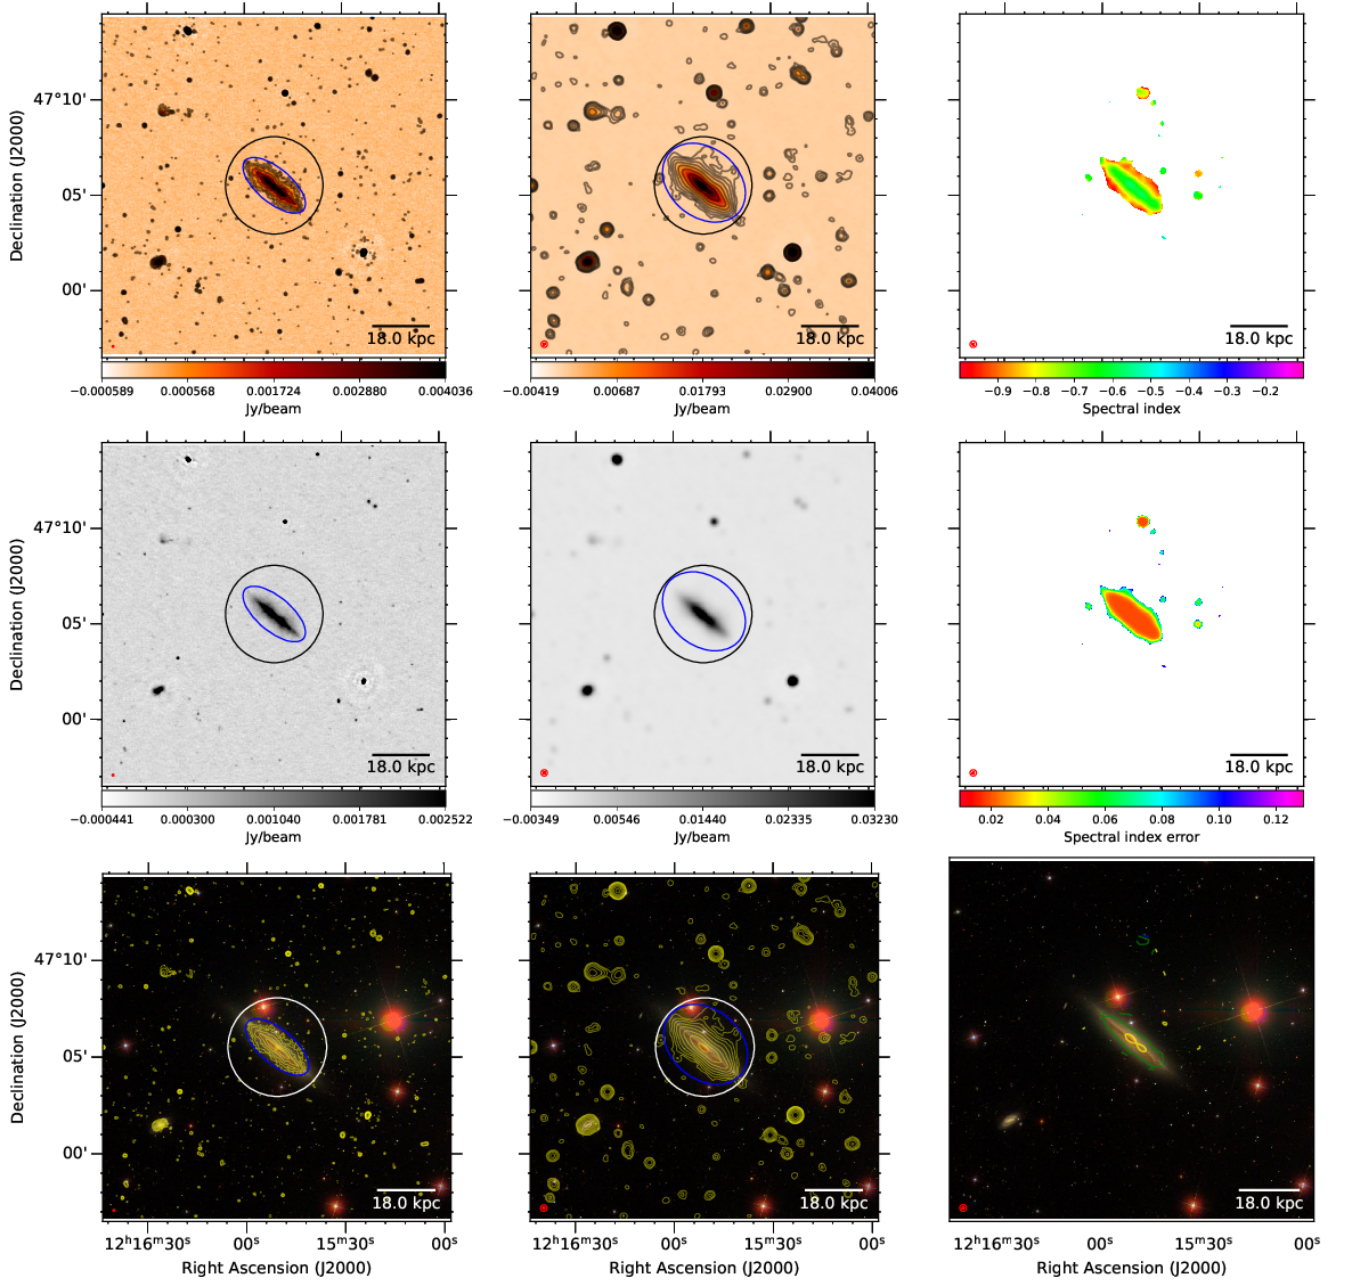 Declination (J2000)
47°10'
05'
00'
18.0 kpc
18.0 kpc
18.0 kpc
−0.000589 0.000568 0.001724 0.002880 0.004036
Jy/beam
−0.00419 0.00687 0.01793 0.02900 0.04006
Jy/beam
−0.9 −0.8 −0.7 −0.6 −0.5 −0.4 −0.3 −0.2
Spectral index
Declination (J2000)
47°10'
05'
00'
18.0 kpc
18.0 kpc
18.0 kpc
−0.000441 0.000300 0.001040 0.001781 0.002522
Jy/beam
−0.00349 0.00546 0.01440 0.02335 0.03230
Jy/beam
0.02 0.04 0.06 0.08 0.10 0.12
Spectral index error
Declination (J2000)
47°10'
05'
00'
18.0 kpc
18.0 kpc
18.0 kpc
12ʰ16ᵐ30ˢ 00ˢ 15ᵐ30ˢ 00ˢ
12ʰ16ᵐ30ˢ 00ˢ 15ᵐ30ˢ 00ˢ
12ʰ16ᵐ30ˢ 00ˢ 15ᵐ30ˢ 00ˢ
Right Ascension (J2000)
Right Ascension (J2000)
Right Ascension (J2000)